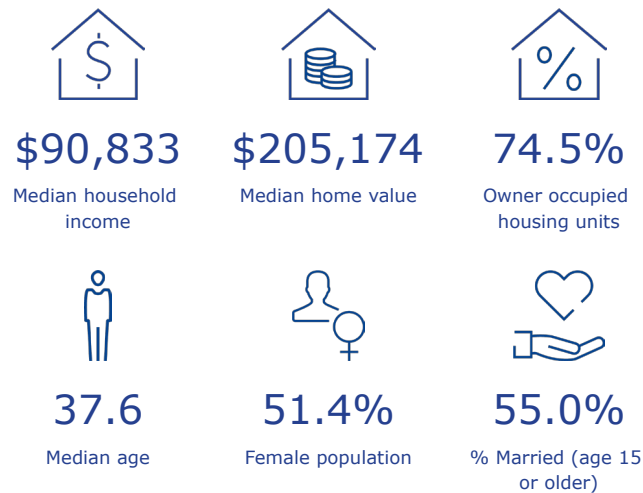 $
%
$90,833
$205,174
74.5%
Median household
income
Median home value
Owner occupied
housing units
37.6
51.4%
55.0%
Median age
Female population
% Married (age 15
or older)